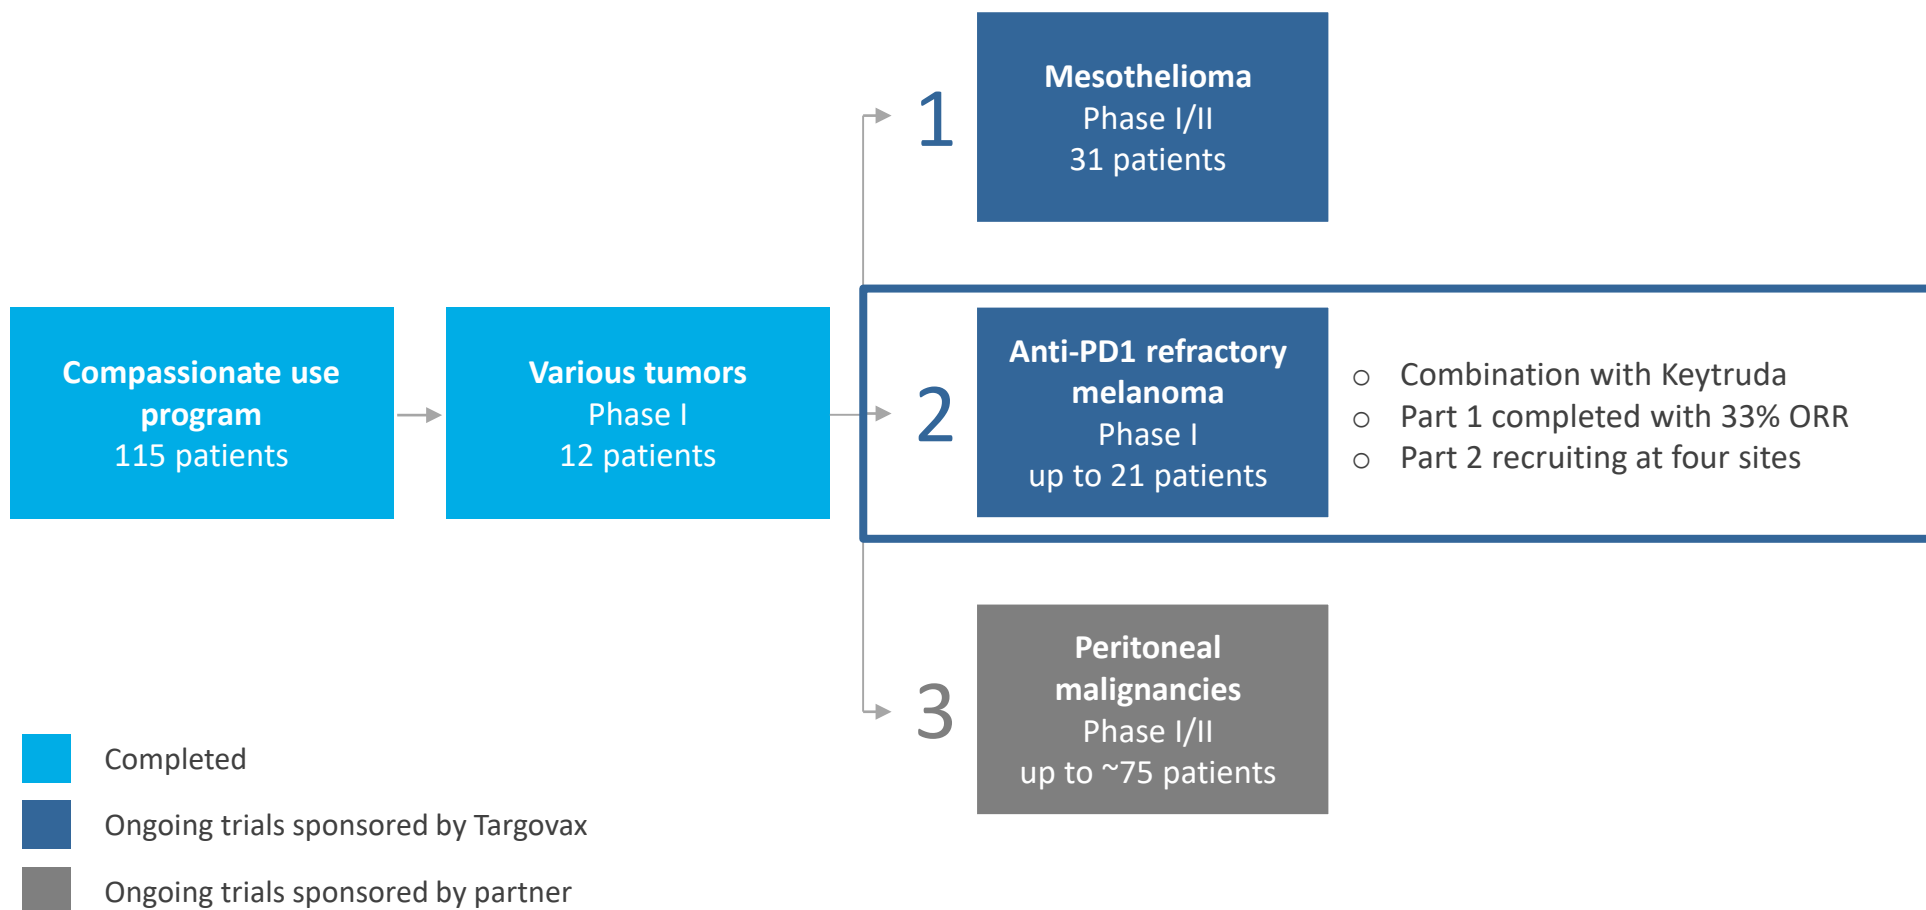 1
Mesothelioma
Phase I/II
31 patients
Compassionate use
program
115 patients
Various tumors
Phase I
12 patients
2
Anti-PD1 refractory
melanoma
Phase I
up to 21 patients
○ Combination with Keytruda
○ Part 1 completed with 33% ORR
○ Part 2 recruiting at four sites
3
Peritoneal
malignancies
Phase I/II
up to ~75 patients
Completed
Ongoing trials sponsored by Targovax
Ongoing trials sponsored by partner